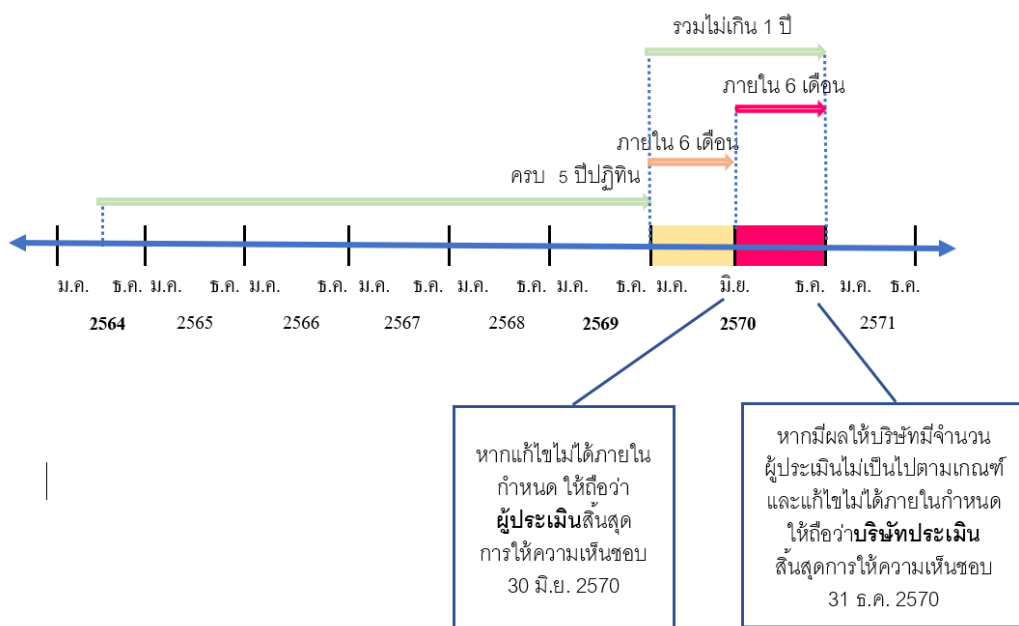 รวมไม่เกิน 1 ปี
ภายใน 6 เดือน
ภายใน 6 เดือน
ครบ 5 ปีปฏิทิน
ม.ค. ธ.ค. ม.ค. ธ.ค. ม.ค. ธ.ค. ม.ค. ธ.ค. ม.ค. ธ.ค. ม.ค. ธ.ค. ม.ค. มิ.ย. ธ.ค. ม.ค. ธ.ค.
2564 2565 2566 2567 2568 2569 2570 2571
หากแก้ไขไม่ได้ภายใน
กำหนด ให้ถือว่า
ผู้ประเมินสิ้นสุด
การให้ความเห็นชอบ
30 มิ.ย. 2570
หากมีผลให้บริษัทมีจำนวน
ผู้ประเมินไม่เป็นไปตามเกณฑ์
และแก้ไขไม่ได้ภายในกำหนด
ให้ถือว่าบริษัทประเมิน
สิ้นสุดการให้ความเห็นชอบ
31 ธ.ค. 2570